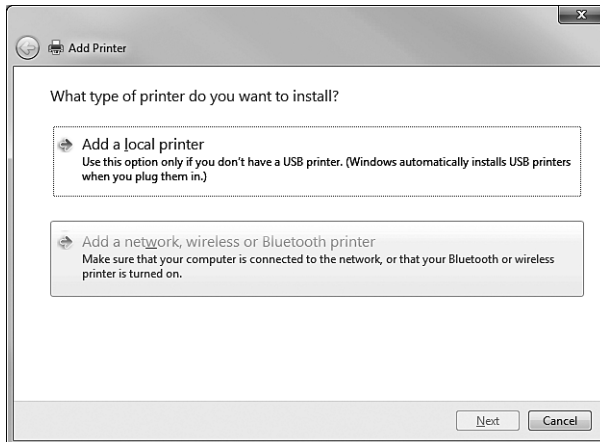 Add Printer
What type of printer do you want to install?
Add a local printer
Use this option only if you don't have a USB printer. (Windows automatically installs USB printers
when you plug them in.)
Add a network, wireless or Bluetooth printer
Make sure that your computer is connected to the network, or that your Bluetooth or wireless
printer is turned on.
Next
Cancel